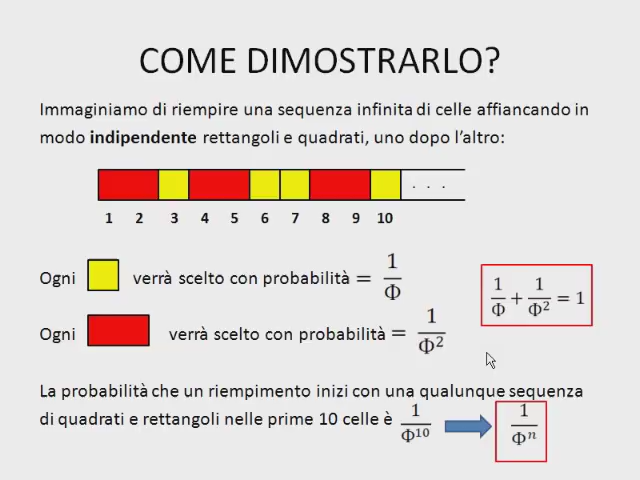 COME DIMOSTRARLO?
Immaginiamo di riempire una sequenza infinita di celle affiancando in
modo indipendente rettangoli e quadrati, uno dopo l'altro:
. . .
1 2 3 4 5 6 7 8 9 10
Ogni verrà scelto con probabilità = 1/Φ
1/Φ + 1/Φ² = 1
Ogni verrà scelto con probabilità = 1/Φ²
La probabilità che un riempimento inizi con una qualunque sequenza
di quadrati e rettangoli nelle prime 10 celle è 1/Φ¹⁰ 1/Φⁿ